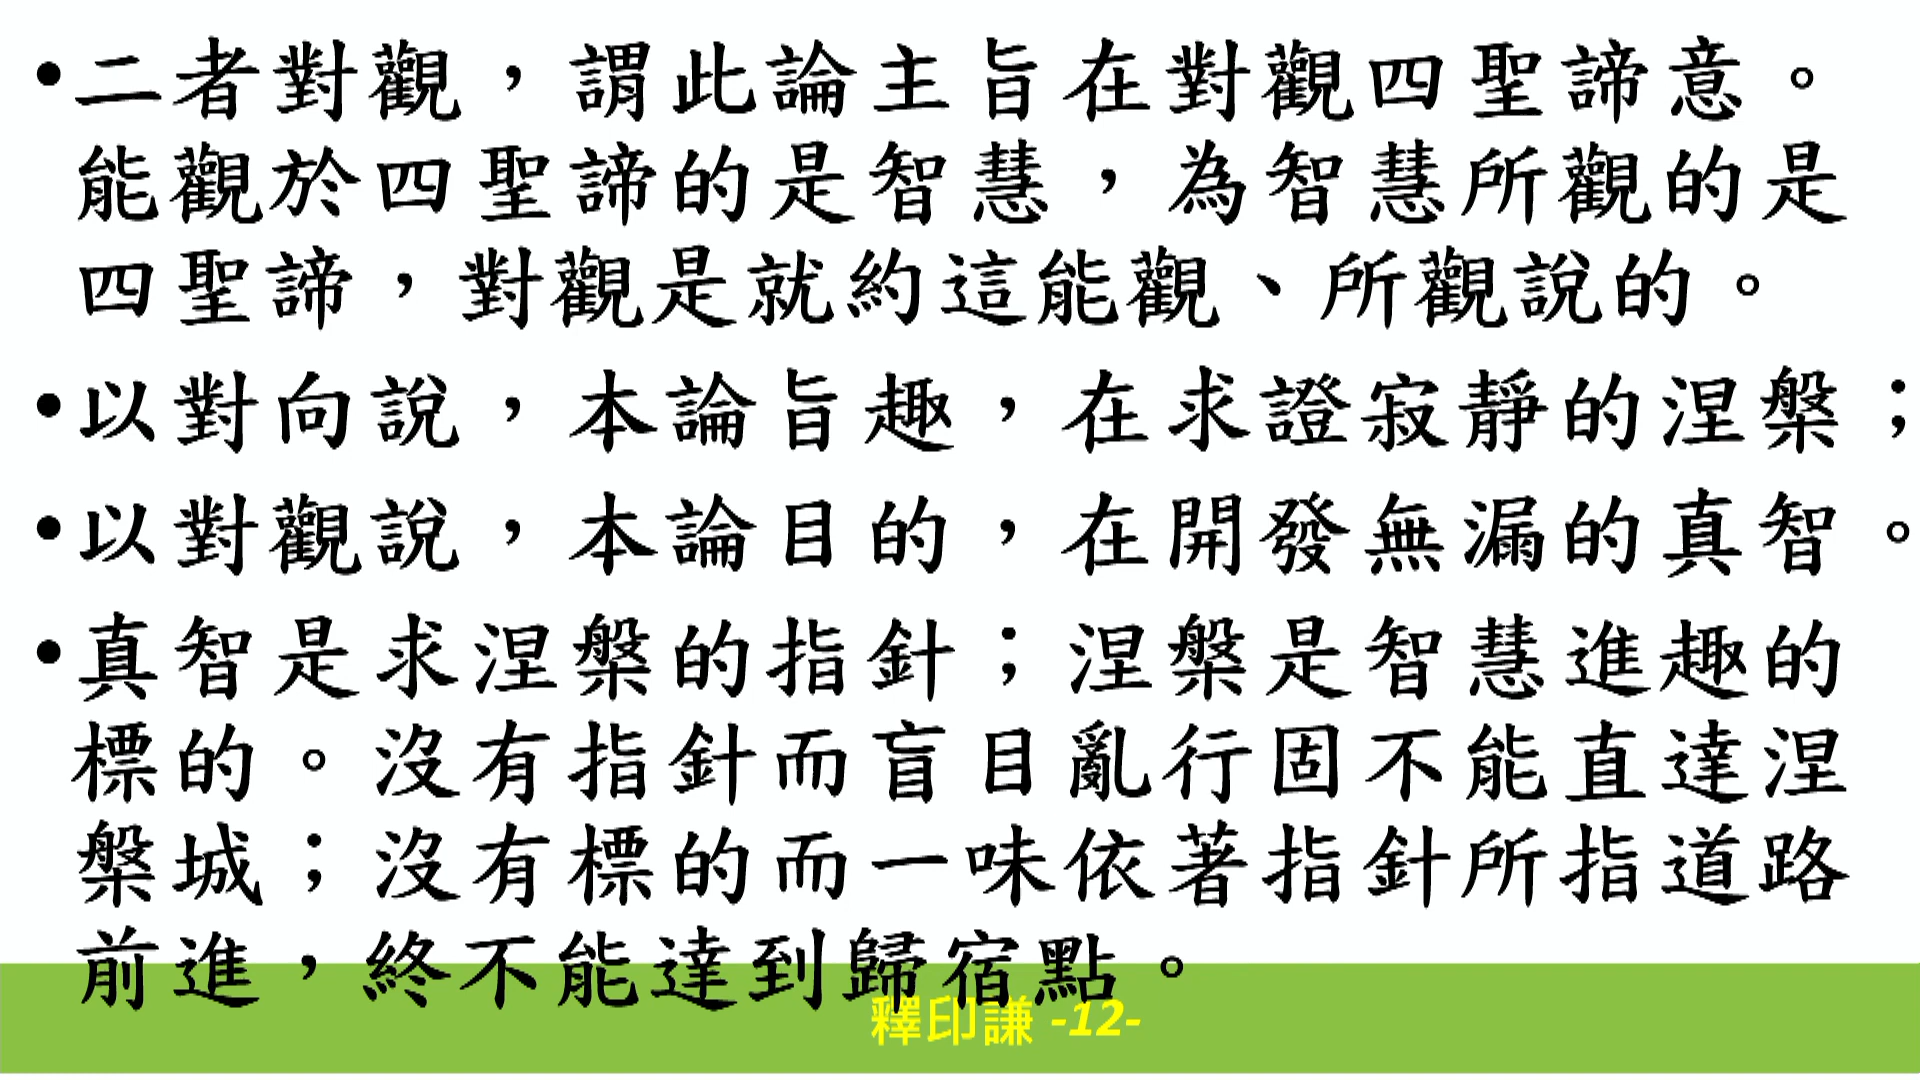 •二者對觀，謂此論主旨在對觀四聖諦意。
能觀於四聖諦的是智慧，為智慧所觀的是
四聖諦，對觀是就約這能觀、所觀說的。
•以對向說，本論旨趣，在求證寂靜的涅槃；
•以對觀說，本論目的，在開發無漏的真智。
•真智是求涅槃的指針；涅槃是智慧進趣的
標的。沒有指針而盲目亂行固不能直達涅
槃城；沒有標的而一味依著指針所指道路
前進，終不能達到歸宿點。
釋印謙 -12-